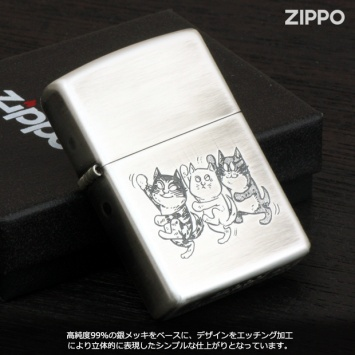 ZIPPO
zippo
高純度99%の銀メッキをベースに、デザインをエッチング加工
により立体的に表現したシンプルな仕上がりとなっています。